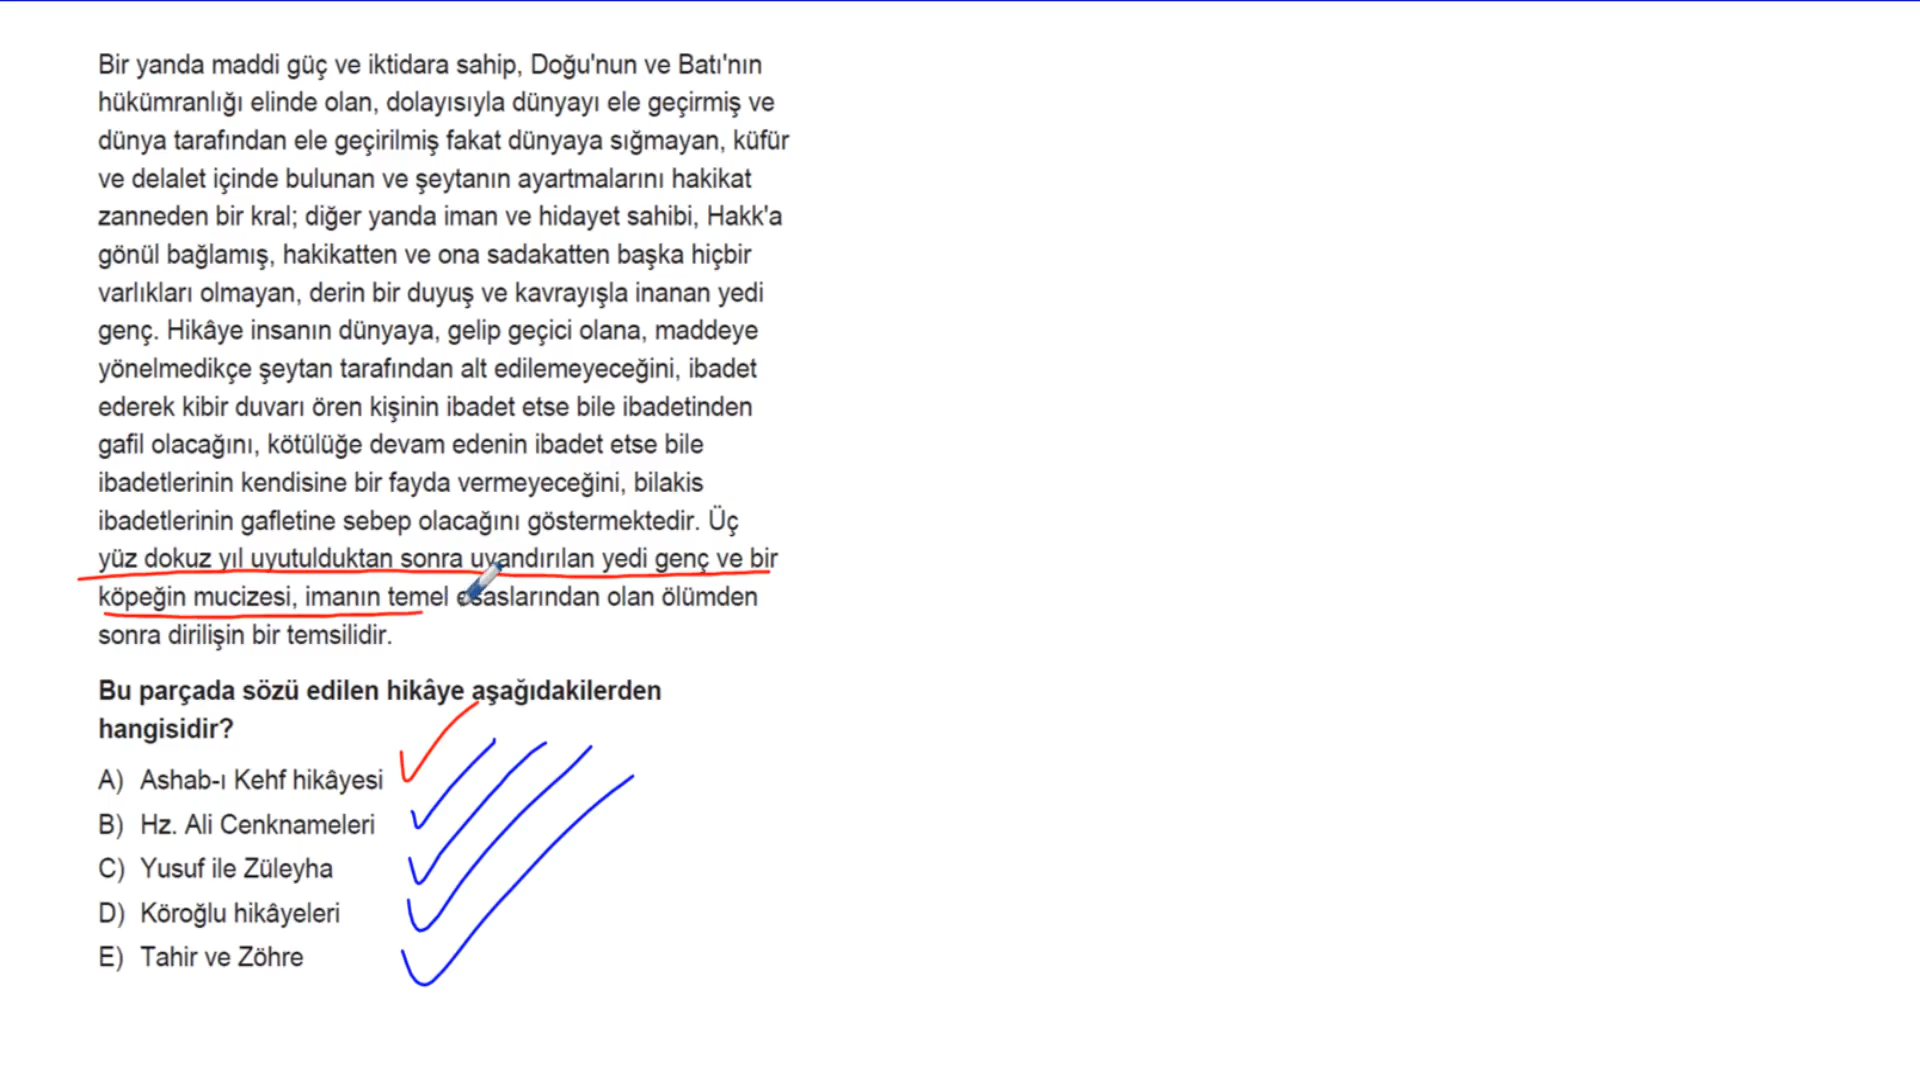 Bir yanda maddi güç ve iktidara sahip, Doğu'nun ve Batı'nın
hükümranlığı elinde olan, dolayısıyla dünyayı ele geçirmiş ve
dünya tarafından ele geçirilmiş fakat dünyaya sığmayan, küfür
ve delalet içinde bulunan ve şeytanın ayartmalarını hakikat
zanneden bir kral; diğer yanda iman ve hidayet sahibi, Hakk'a
gönül bağlamış, hakikatten ve ona sadakatten başka hiçbir
varlıkları olmayan, derin bir duyuş ve kavrayışla inanan yedi
genç. Hikâye insanın dünyaya, gelip geçici olana, maddeye
yönelmedikçe şeytan tarafından alt edilemeyeceğini, ibadet
ederek kibir duvarı ören kişinin ibadet etse bile ibadetinden
gafil olacağını, kötülüğe devam edenin ibadet etse bile
ibadetlerinin kendisine bir fayda vermeyeceğini, bilakis
ibadetlerinin gafletine sebep olacağını göstermektedir. Üç
yüz dokuz yıl uyutulduktan sonra uyandırılan yedi genç ve bir
köpeğin mucizesi, imanın temel esaslarından olan ölümden
sonra dirilişin bir temsilidir.
Bu parçada sözü edilen hikâye aşağıdakilerden
hangisidir?
A) Ashab-ı Kehf hikâyesi
B) Hz. Ali Cenknameleri
C) Yusuf ile Züleyha
D) Köroğlu hikâyeleri
E) Tahir ve Zöhre